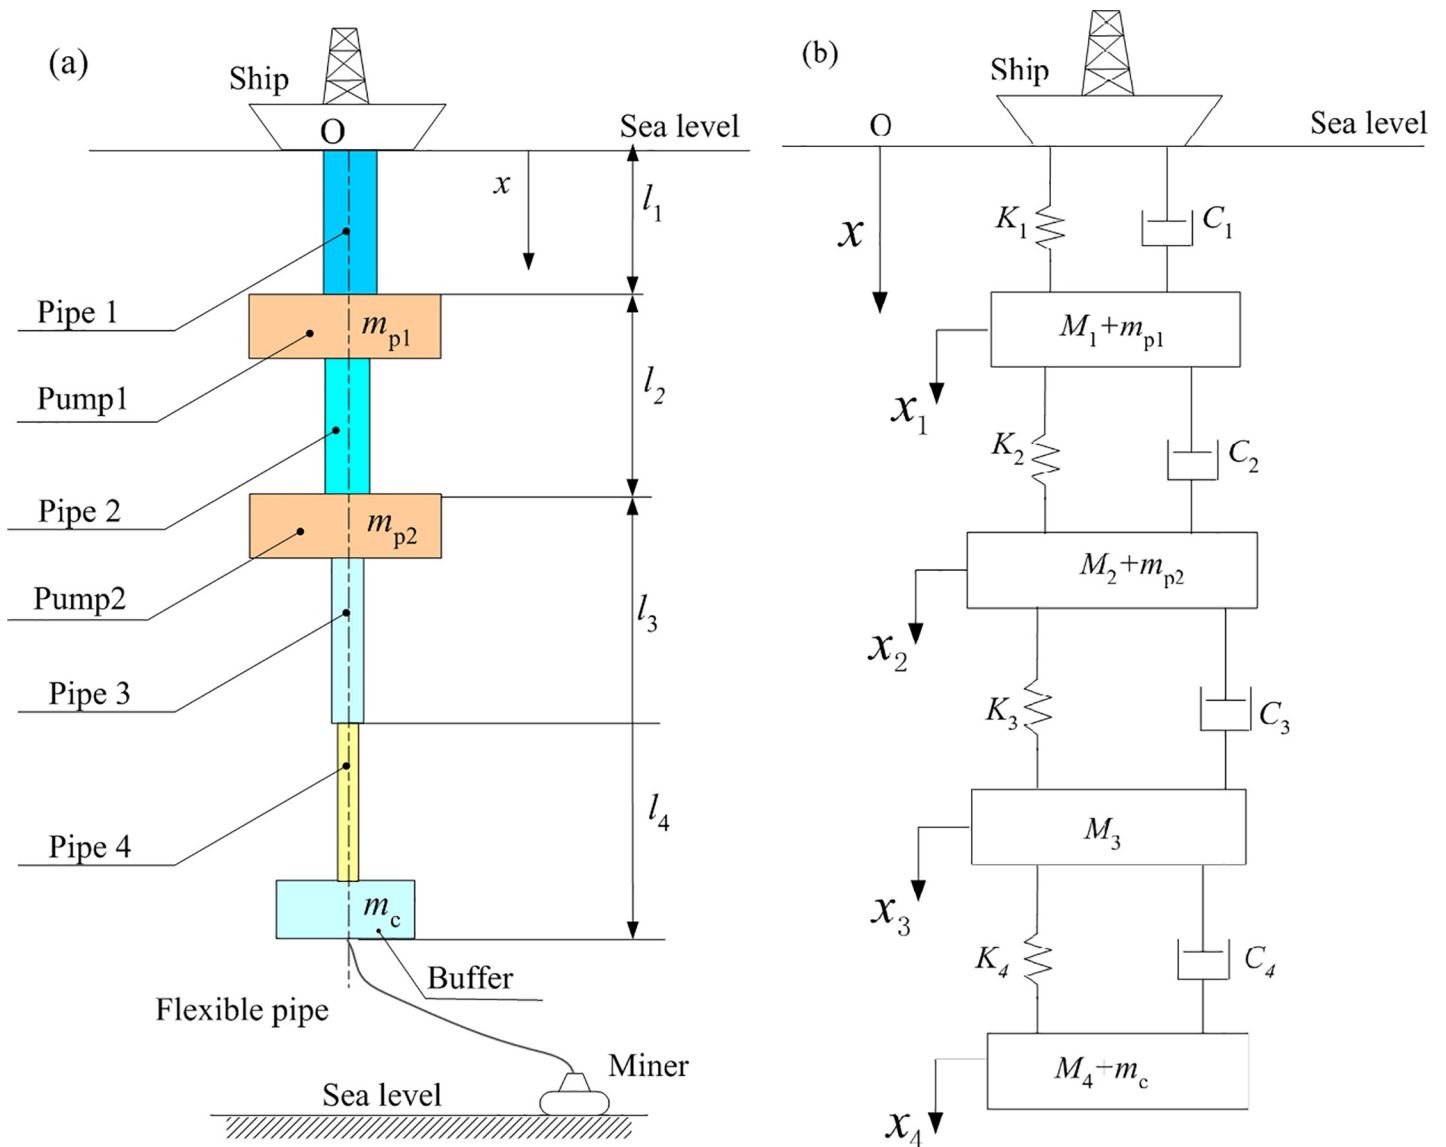 (a)
Ship
O
Sea level
x
l1
Pipe 1
mp1
Pump1
l2
Pipe 2
mp2
Pump2
l3
Pipe 3
l4
Pipe 4
mc
Buffer
Flexible pipe
Miner
Sea level
(b)
Ship
O
Sea level
x
K1
C1
M1+mp1
x1
K2
C2
M2+mp2
x2
K3
C3
M3
x3
K4
C4
M4+mc
x4